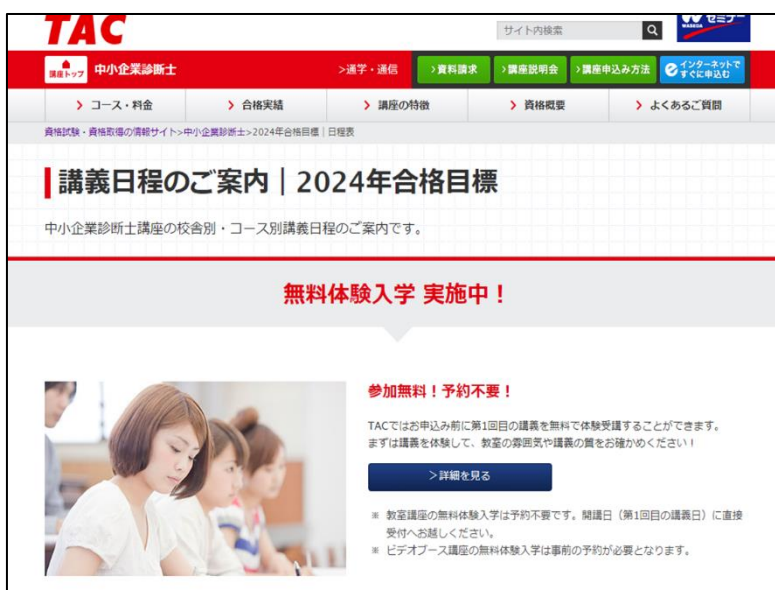 TAC
サイト内検索
Wセミナー
WASEDA
講座トップ 中小企業診断士 >通学・通信 >資料請求 >講座説明会 >講座申込み方法 インターネットですぐに申込む
コース・料金 合格実績 講座の特徴 資格概要 よくあるご質問
資格試験・資格取得の情報サイト>中小企業診断士>2024年合格目標│日程表
講義日程のご案内│2024年合格目標
中小企業診断士講座の校舎別・コース別講義日程のご案内です。
無料体験入学 実施中！
参加無料！予約不要！
TACではお申込み前に第1回目の講義を無料で体験受講することができます。
まずは講義を体験して、教室の雰囲気や講義の質をお確かめください！
>詳細を見る
※ 教室講座の無料体験入学は予約不要です。開講日（第1回目の講義日）に直接
受付へお越しください。
※ ビデオブース講座の無料体験入学は事前の予約が必要となります。